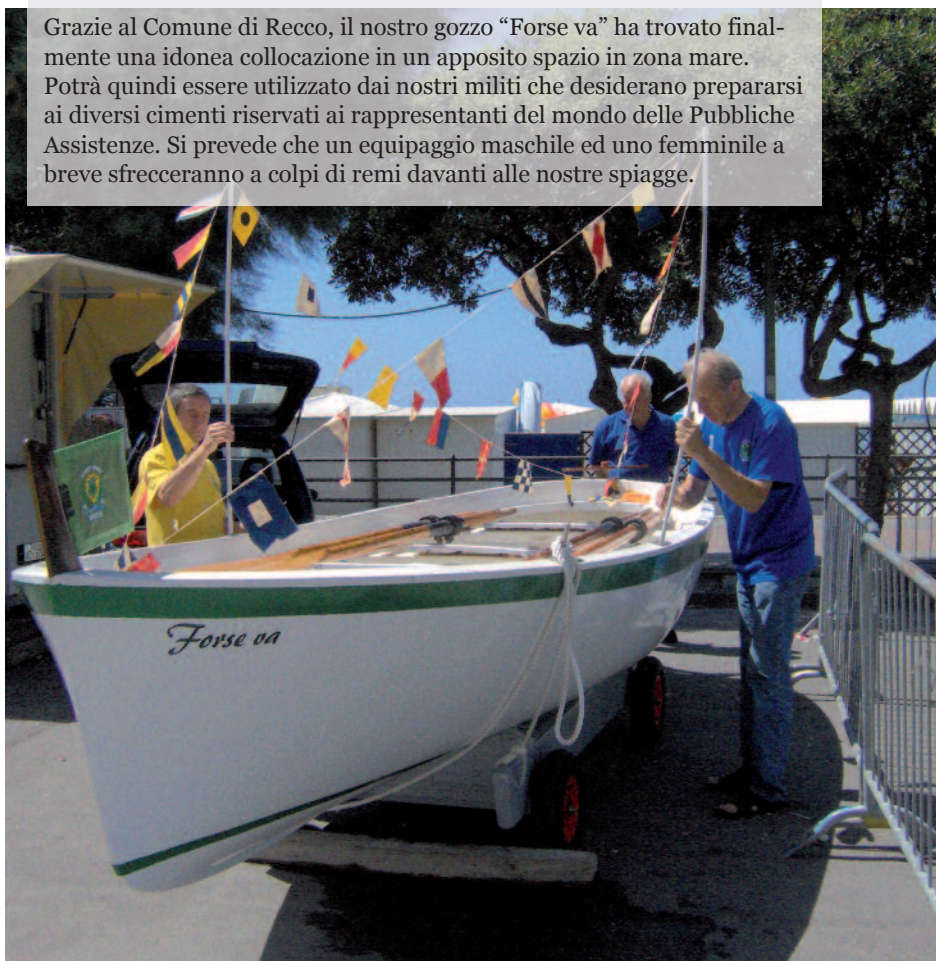 Grazie al Comune di Recco, il nostro gozzo “Forse va” ha trovato final-
mente una idonea collocazione in un apposito spazio in zona mare.
Potrà quindi essere utilizzato dai nostri militi che desiderano prepararsi
ai diversi cimenti riservati ai rappresentanti del mondo delle Pubbliche
Assistenze. Si prevede che un equipaggio maschile ed uno femminile a
breve sfrecceranno a colpi di remi davanti alle nostre spiagge.
Forse va